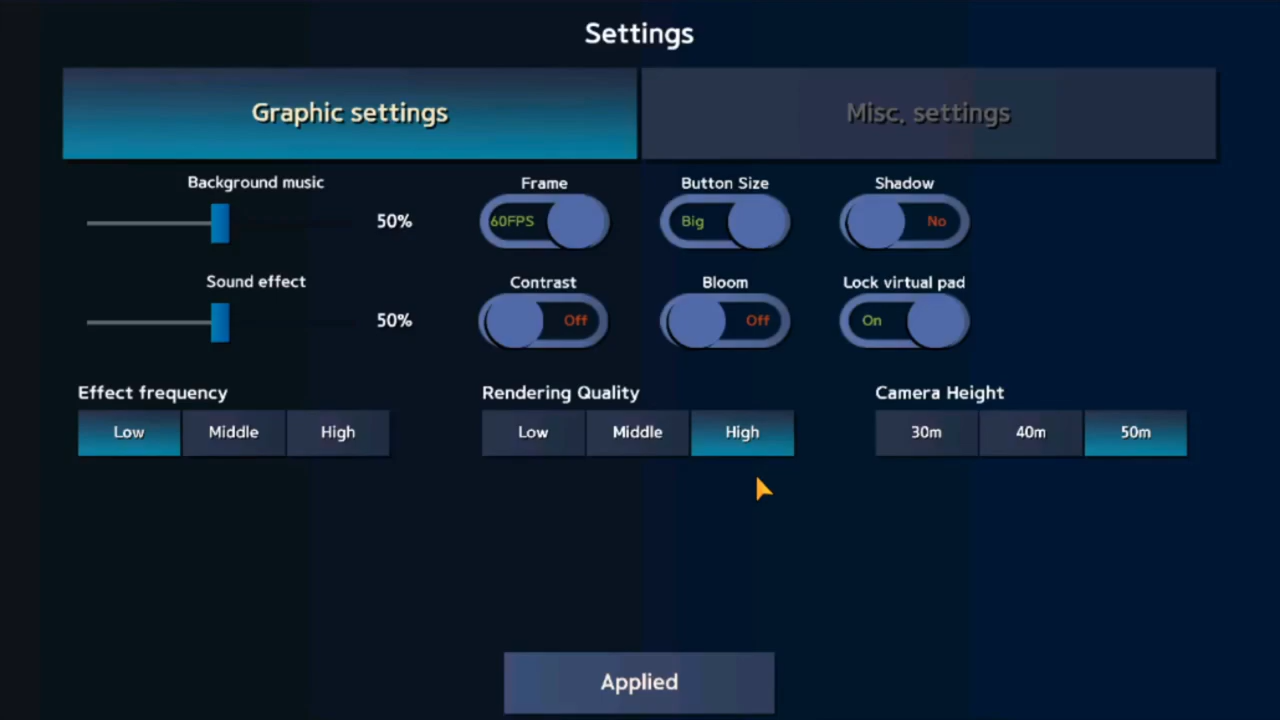 Settings
Graphic settings
Misc. settings
Background music
50%
Frame
60FPS
Button Size
Big
Shadow
No
Sound effect
50%
Contrast
Off
Bloom
Off
Lock virtual pad
On
Effect frequency
Low
Middle
High
Rendering Quality
Low
Middle
High
Camera Height
30m
40m
50m
Applied